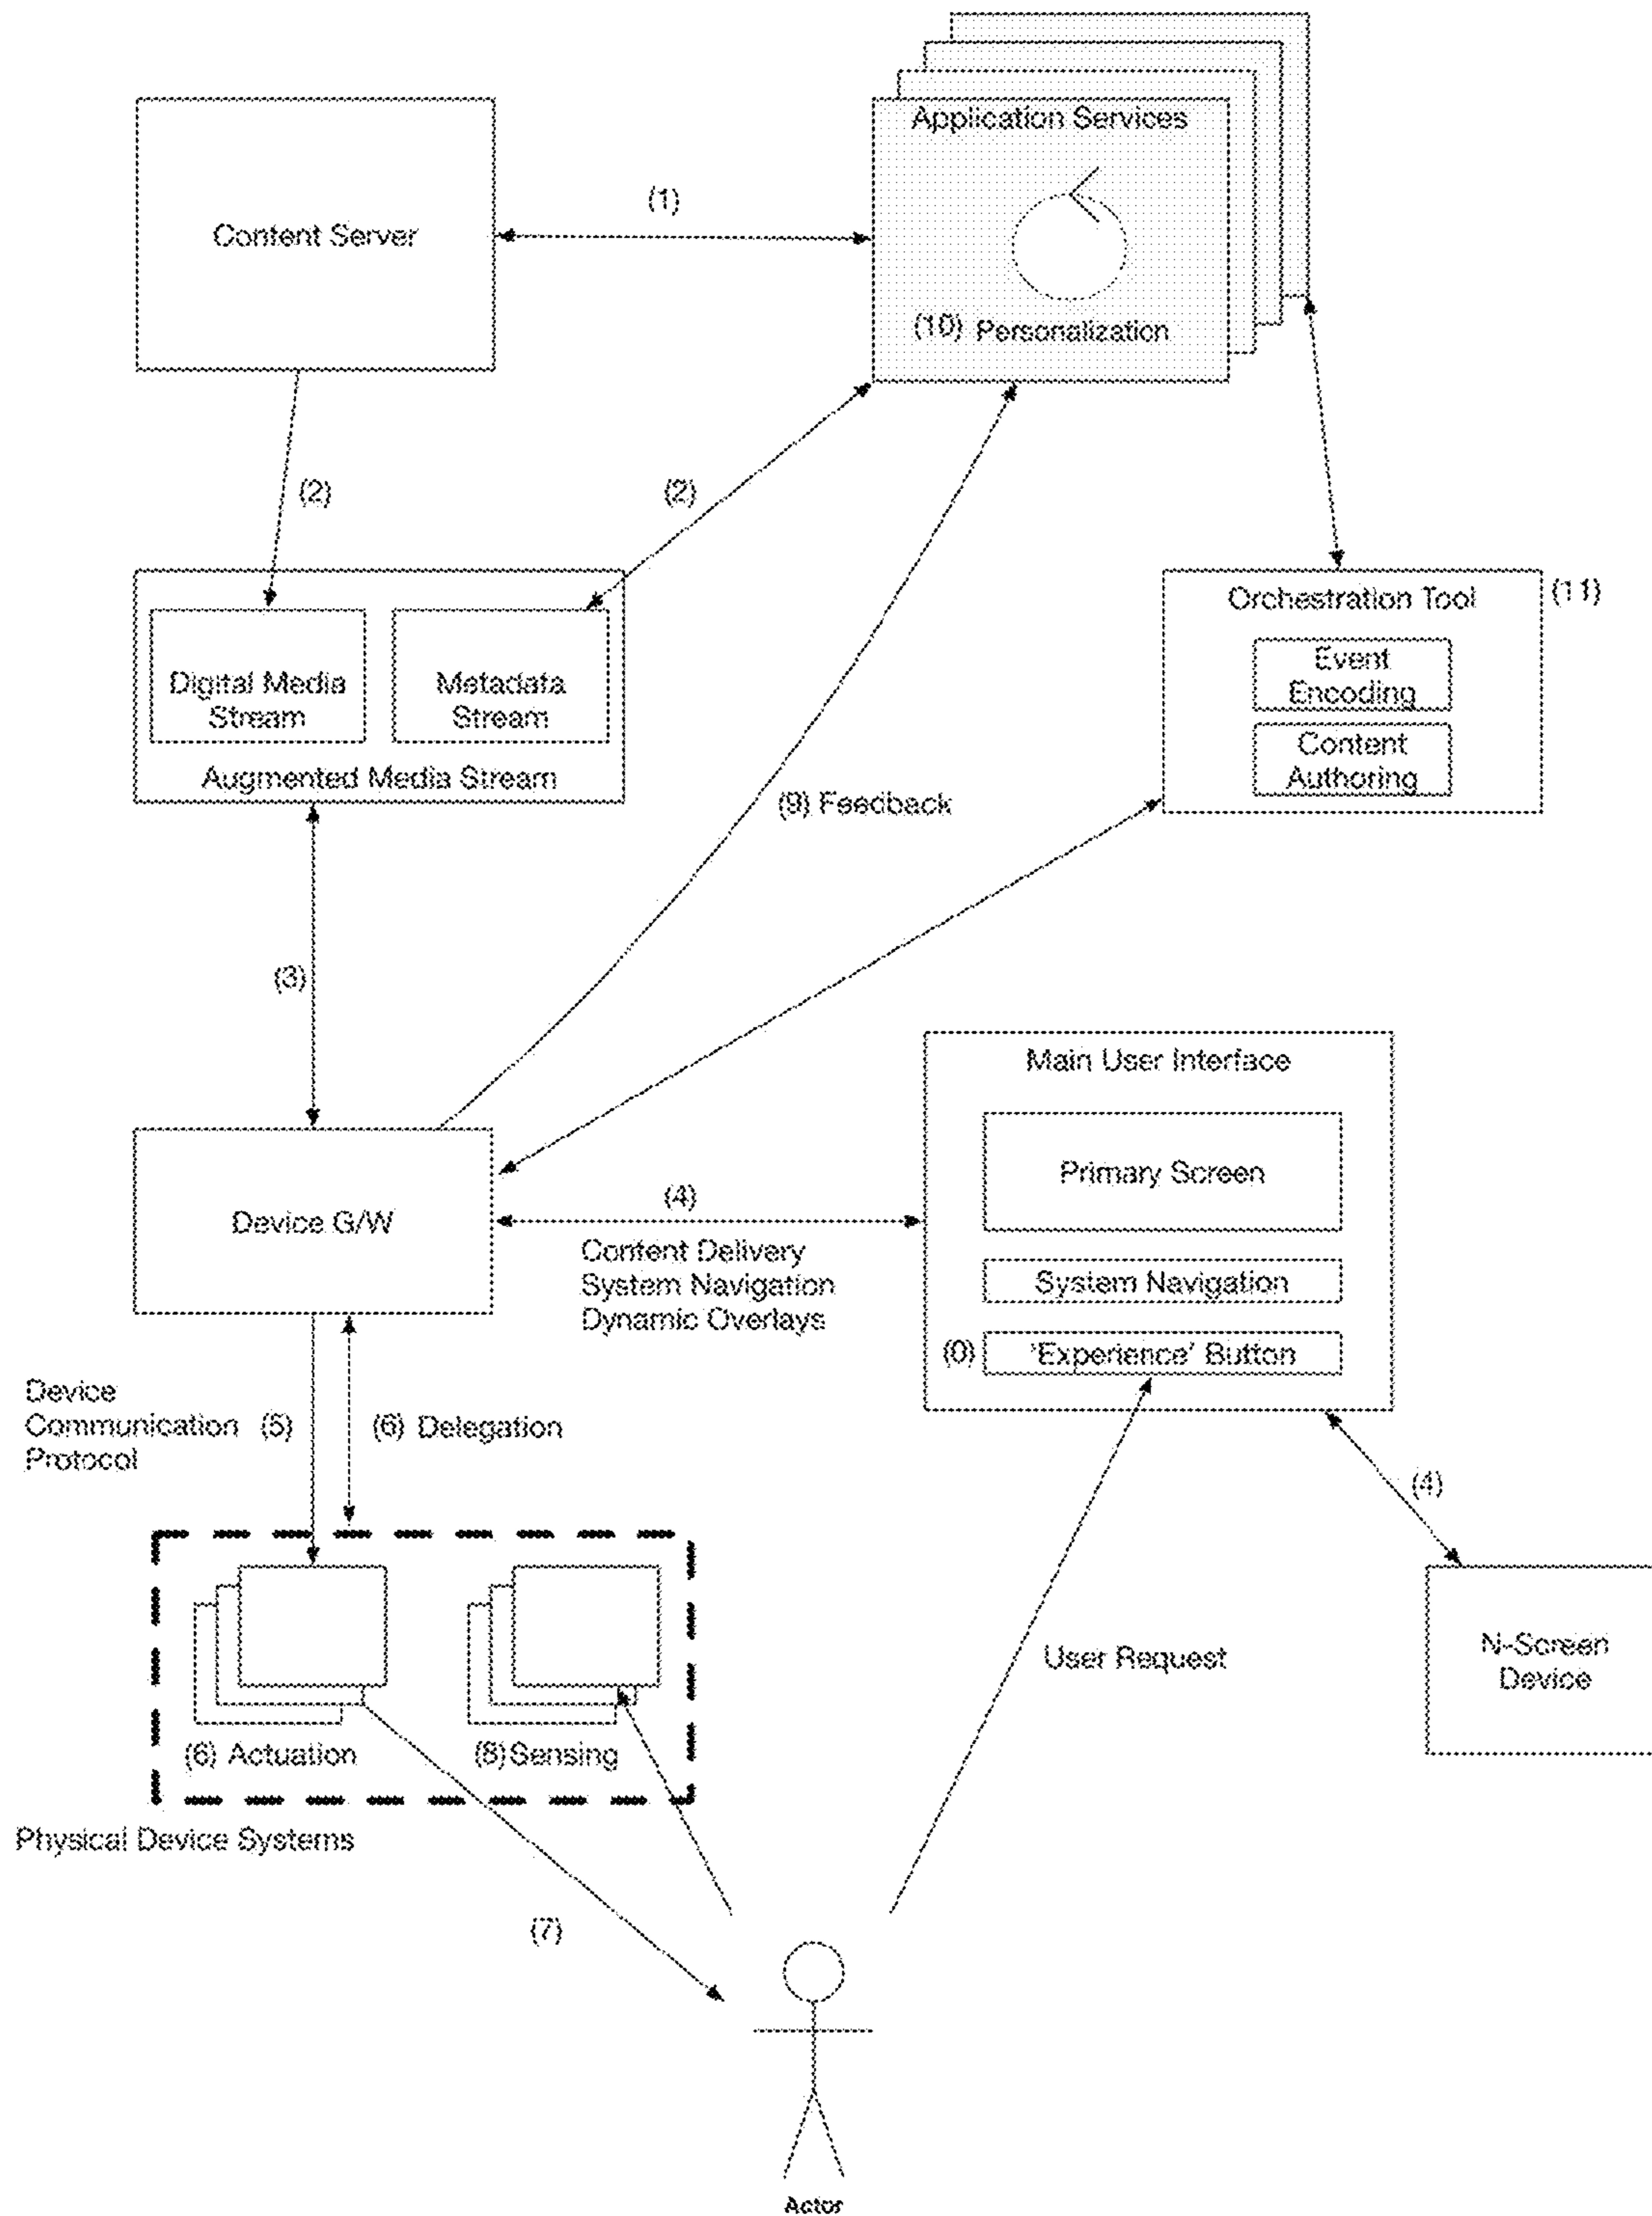 Application Services
(1)
Content Server
(10) Personalization
(2)
(2)
Orchestration Tool
(11)
Event
Encoding
Digital Media
Stream
Metadata
Stream
Content
Authoring
Augmented Media Stream
(9) Feedback
(3)
Main User Interface
Primary Screen
(4)
Device G/W
Content Delivery
System Navigation
Dynamic Overlays
System Navigation
(0)
'Experience' Button
Device
Communication
Protocol
(5)
(6) Delegation
(4)
N-Screen
Device
User Request
(6) Actuation
(8) Sensing
Physical Device Systems
(7)
Actor